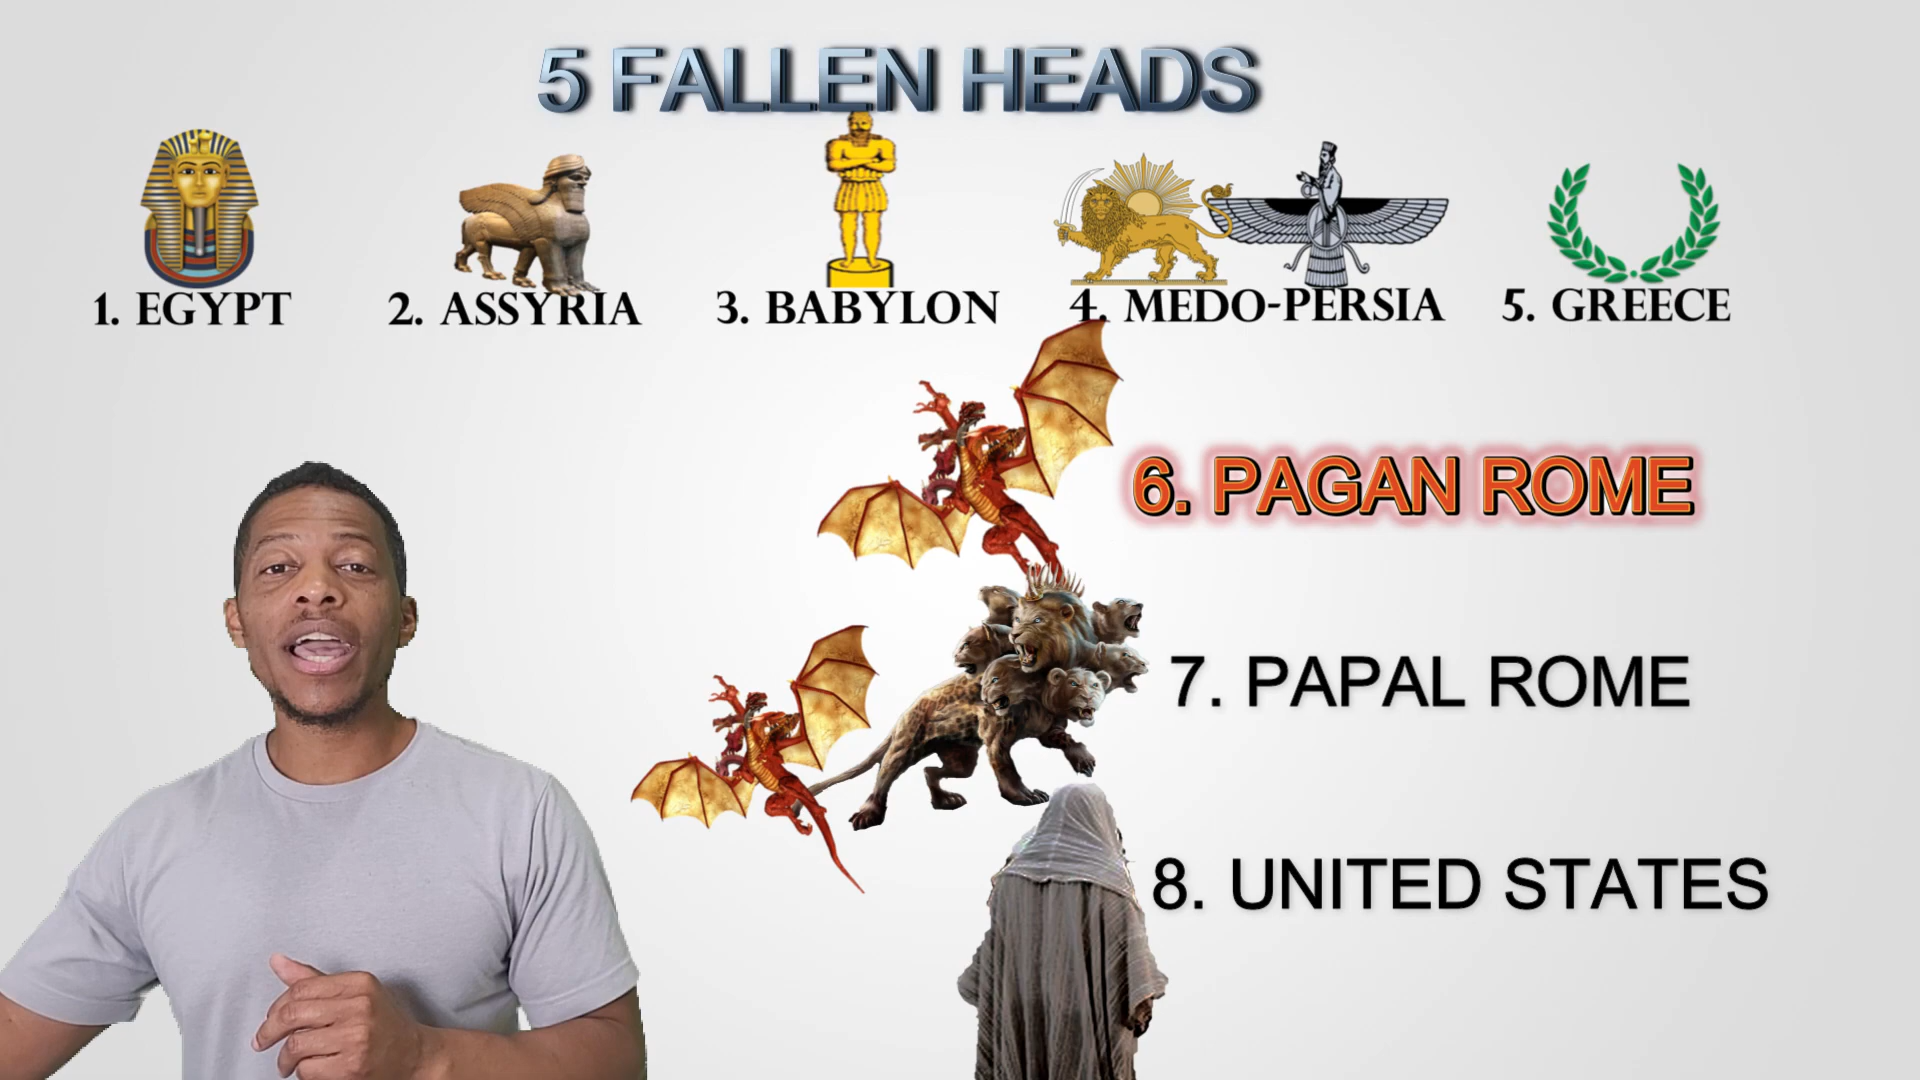 5 FALLEN HEADS
1. EGYPT
2. ASSYRIA
3. BABYLON
4. MEDO-PERSIA
5. GREECE
6. PAGAN ROME
7. PAPAL ROME
8. UNITED STATES